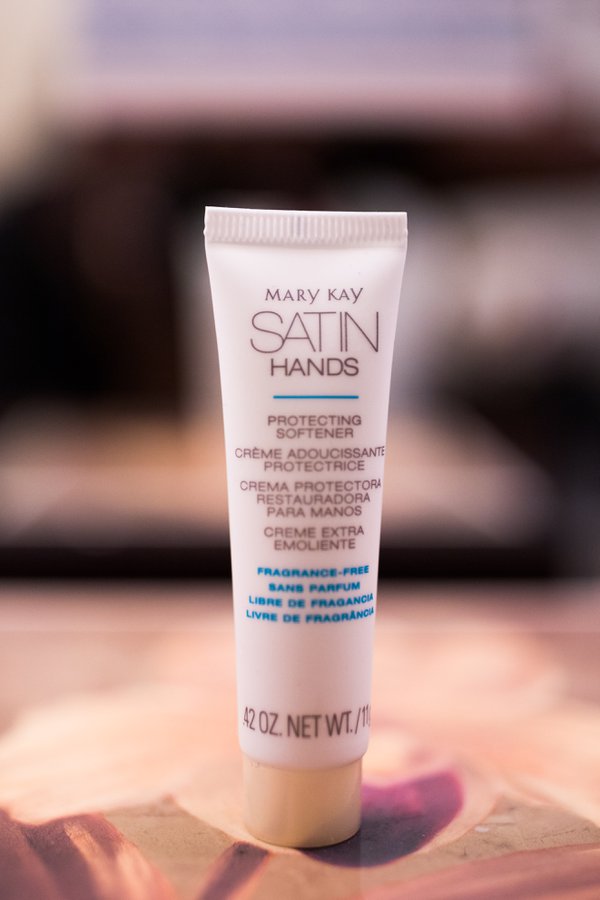 MARY KAY
SATIN
HANDS
PROTECTING
SOFTENER
CRÈME ADOUCISSANTE
PROTECTRICE
CREMA PROTECTORA
RESTAURADORA
PARA MANOS
CREME EXTRA
EMOLIENTE
FRAGRANCE-FREE
SANS PARFUM
LIBRE DE FRAGANCIA
LIVRE DE FRAGRÂNCIA
.42 OZ. NET WT. / 11